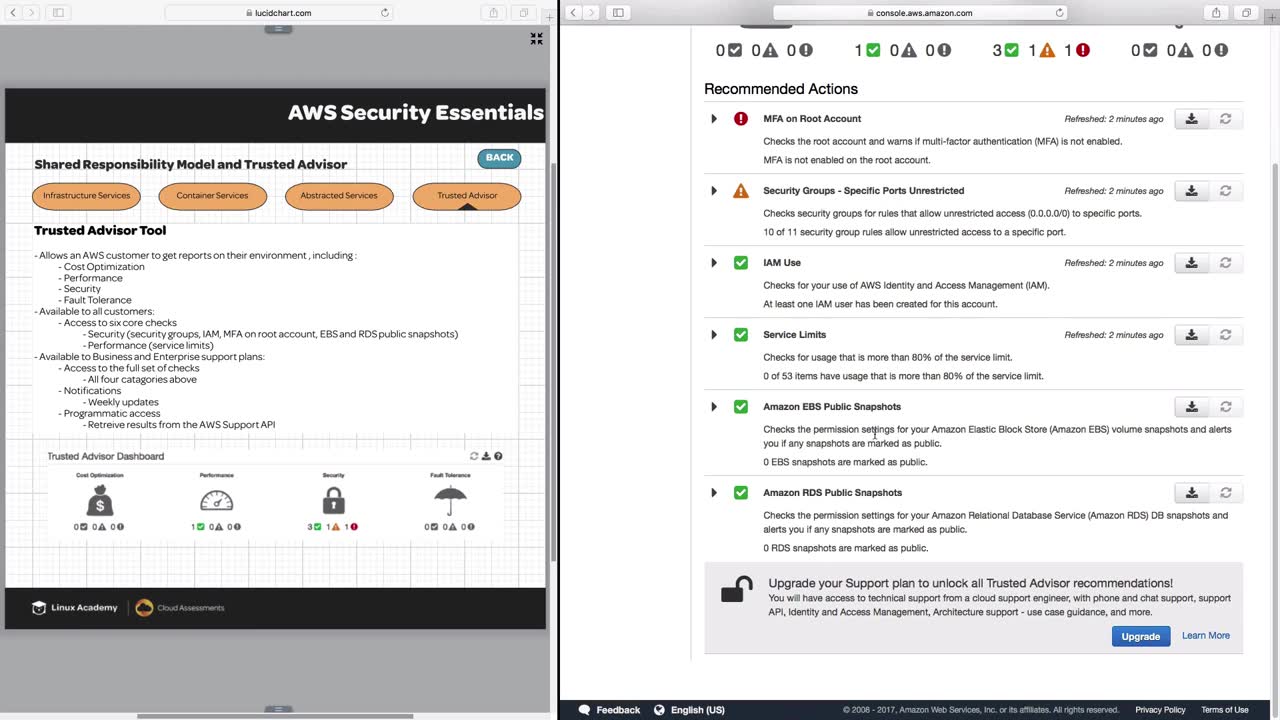 lucidchart.com
AWS Security Essentials
Shared Responsibility Model and Trusted Advisor
BACK
Infrastructure Services
Container Services
Abstracted Services
Trusted Advisor
Trusted Advisor Tool
- Allows an AWS customer to get reports on their environment , including :
- Cost Optimization
- Performance
- Security
- Fault Tolerance
- Available to all customers:
- Access to six core checks
- Security (security groups, IAM, MFA on root account, EBS and RDS public snapshots)
- Performance (service limits)
- Available to Business and Enterprise support plans:
- Access to the full set of checks
- All four catagories above
- Notifications
- Weekly updates
- Programmatic access
- Retreive results from the AWS Support API
Trusted Advisor Dashboard
Cost Optimization
Performance
Security
Fault Tolerance
0 0 0
1 0 0
3 1 1
0 0 0
Linux Academy
Cloud Assessments
console.aws.amazon.com
0 0 0
1 0 0
3 1 1
0 0 0
Recommended Actions
MFA on Root Account
Refreshed: 2 minutes ago
Checks the root account and warns if multi-factor authentication (MFA) is not enabled.
MFA is not enabled on the root account.
Security Groups - Specific Ports Unrestricted
Refreshed: 2 minutes ago
Checks security groups for rules that allow unrestricted access (0.0.0.0/0) to specific ports.
10 of 11 security group rules allow unrestricted access to a specific port.
IAM Use
Refreshed: 2 minutes ago
Checks for your use of AWS Identity and Access Management (IAM).
At least one IAM user has been created for this account.
Service Limits
Refreshed: 2 minutes ago
Checks for usage that is more than 80% of the service limit.
0 of 53 items have usage that is more than 80% of the service limit.
Amazon EBS Public Snapshots
Checks the permission settings for your Amazon Elastic Block Store (Amazon EBS) volume snapshots and alerts
you if any snapshots are marked as public.
0 EBS snapshots are marked as public.
Amazon RDS Public Snapshots
Checks the permission settings for your Amazon Relational Database Service (Amazon RDS) DB snapshots and
alerts you if any snapshots are marked as public.
0 RDS snapshots are marked as public.
Upgrade your Support plan to unlock all Trusted Advisor recommendations!
You will have access to technical support from a cloud support engineer, with phone and chat support, support
API, Identity and Access Management, Architecture support - use case guidance, and more.
Upgrade
Learn More
Feedback
English (US)
© 2008 - 2017, Amazon Web Services, Inc. or its affiliates. All rights reserved.
Privacy Policy
Terms of Use